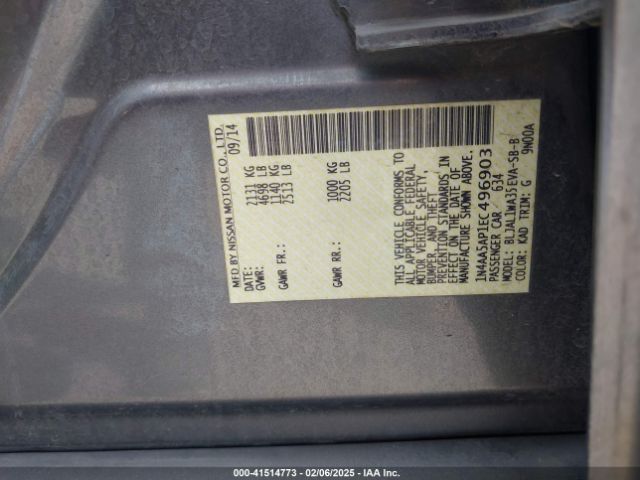 MFD BY NISSAN MOTOR CO., LTD.
DATE: 09/14
GVWR: 2131 KG
4698 LB
GAWR FR.: 1140 KG
2513 LB
GAWR RR.: 1000 KG
2205 LB
THIS VEHICLE CONFORMS TO
ALL APPLICABLE FEDERAL
MOTOR VEHICLE SAFETY,
BUMPER, AND THEFT
PREVENTION STANDARDS IN
EFFECT ON THE DATE OF
MANUFACTURE SHOWN ABOVE.
1N4AA5AP1EC496903
PASSENGER CAR 634
MODEL: BLJALlWA35EVA-SB-B
COLOR: KAD TRIM: G 9N00A
000-41514773 — 02/06/2025 — IAA Inc.